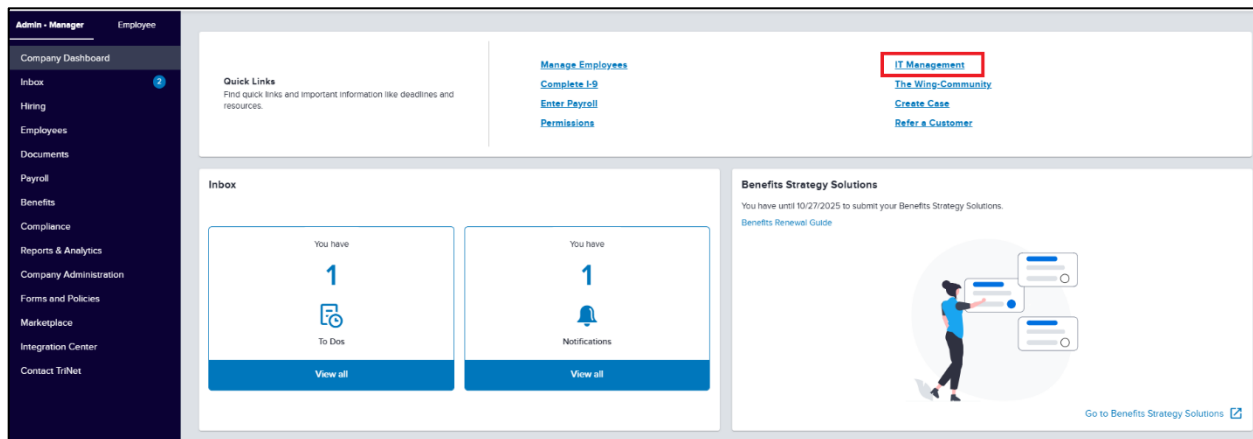 Admin - Manager
Employee
Company Dashboard
Inbox
2
Hiring
Employees
Documents
Payroll
Benefits
Compliance
Reports & Analytics
Company Administration
Forms and Policies
Marketplace
Integration Center
Contact TriNet
Quick Links
Find quick links and important information like deadlines and
resources.
Manage Employees
Complete I-9
Enter Payroll
Permissions
IT Management
The Wing-Community
Create Case
Refer a Customer
Inbox
You have
1
To Dos
View all
You have
1
Notifications
View all
Benefits Strategy Solutions
You have until 10/27/2025 to submit your Benefits Strategy Solutions.
Benefits Renewal Guide
Go to Benefits Strategy Solutions